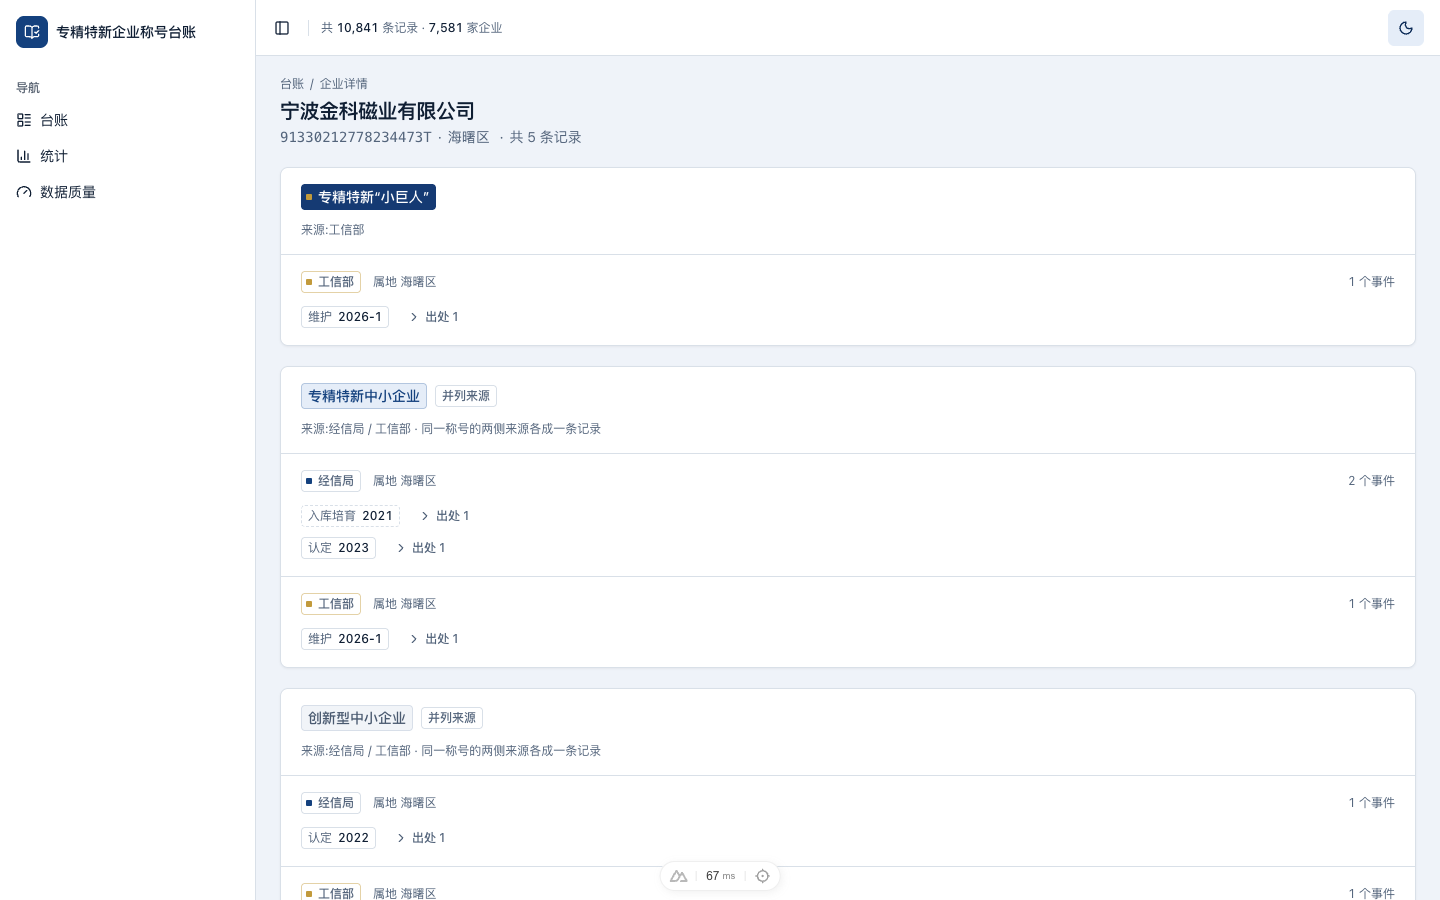 专精特新企业称号台账
共 10,841 条记录 · 7,581 家企业
导航
台账
统计
数据质量
台账 / 企业详情
宁波金科磁业有限公司
91330212778234473T · 海曙区 · 共 5 条记录
专精特新“小巨人”
来源:工信部
工信部 属地 海曙区 1 个事件
维护 2026-1 出处 1
专精特新中小企业 并列来源
来源:经信局 / 工信部 · 同一称号的两侧来源各成一条记录
经信局 属地 海曙区 2 个事件
入库培育 2021 出处 1
认定 2023 出处 1
工信部 属地 海曙区 1 个事件
维护 2026-1 出处 1
创新型中小企业 并列来源
来源:经信局 / 工信部 · 同一称号的两侧来源各成一条记录
经信局 属地 海曙区 1 个事件
认定 2022 出处 1
67 ms
工信部 属地 海曙区 1 个事件